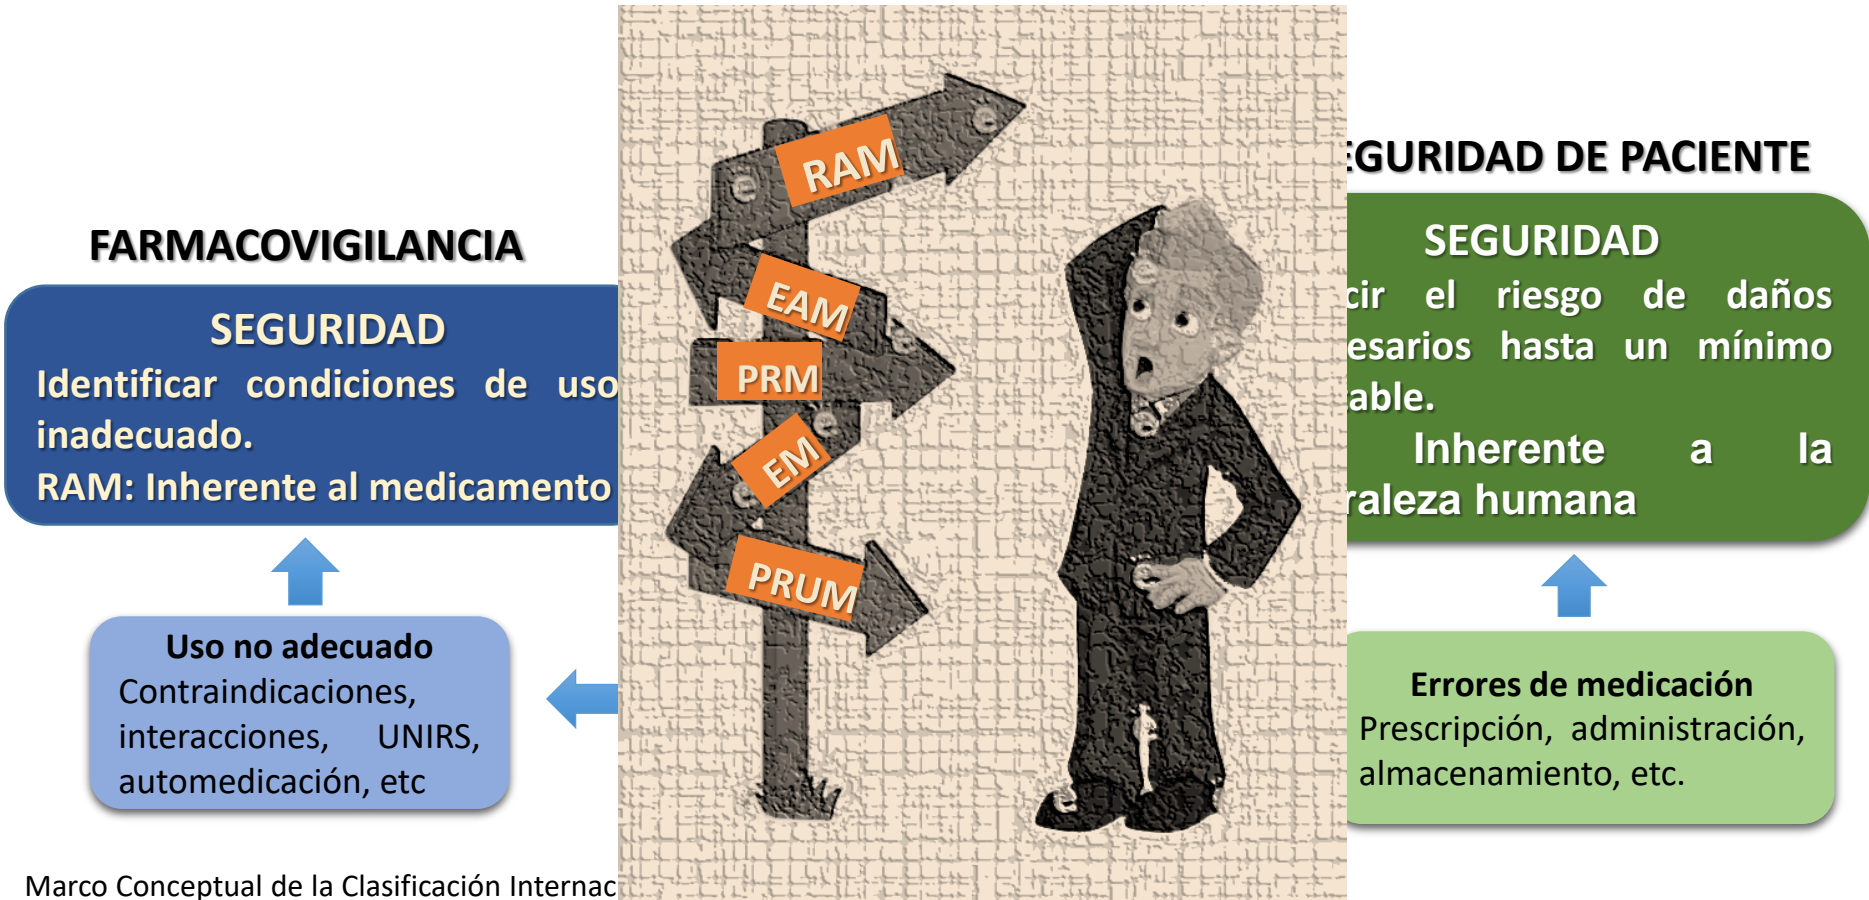 FARMACOVIGILANCIA
SEGURIDAD
Identificar condiciones de uso
inadecuado.
RAM: Inherente al medicamento
Uso no adecuado
Contraindicaciones,
interacciones, UNIRS,
automedicación, etc
Marco Conceptual de la Clasificación Internac
RAM
EAM
PRM
EM
PRUM
EGURIDAD DE PACIENTE
SEGURIDAD
cir el riesgo de daños
esarios hasta un mínimo
table.
Inherente a la
raleza humana
Errores de medicación
Prescripción, administración,
almacenamiento, etc.